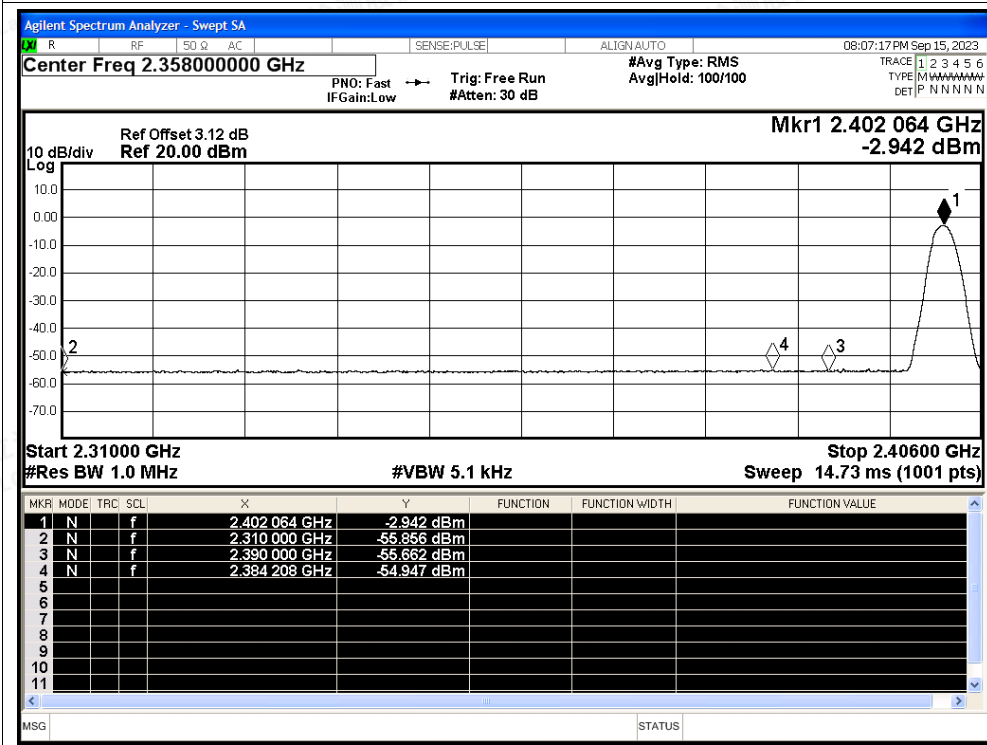 Agilent Spectrum Analyzer - Swept SA
LXI R RF 50 Ω AC SENSE:PULSE ALIGN AUTO 08:07:17 PM Sep 15, 2023
Center Freq 2.358000000 GHz
PNO: Fast
IFGain:Low
Trig: Free Run
#Atten: 30 dB
#Avg Type: RMS
Avg|Hold: 100/100
TRACE 1 2 3 4 5 6
TYPE M
DET P N N N N N
Mkr1 2.402 064 GHz
-2.942 dBm
Ref Offset 3.12 dB
10 dB/div Ref 20.00 dBm
Log
10.0
1
0.00
-10.0
-20.0
-30.0
-40.0
2 4 3
-50.0
-60.0
-70.0
Start 2.31000 GHz Stop 2.40600 GHz
#Res BW 1.0 MHz #VBW 5.1 kHz Sweep 14.73 ms (1001 pts)
MKR MODE TRC SCL X Y FUNCTION FUNCTION WIDTH FUNCTION VALUE
1 N f 2.402 064 GHz -2.942 dBm
2 N f 2.310 000 GHz -55.856 dBm
3 N f 2.390 000 GHz -55.662 dBm
4 N f 2.384 208 GHz -54.947 dBm
5
6
7
8
9
10
11
MSG STATUS